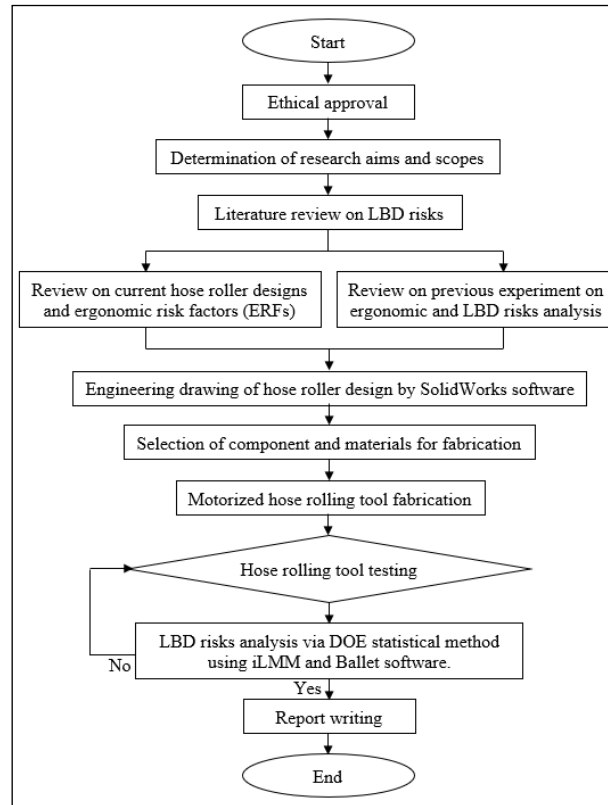 Start
Ethical approval
Determination of research aims and scopes
Literature review on LBD risks
Review on current hose roller designs
and ergonomic risk factors (ERFs)
Review on previous experiment on
ergonomic and LBD risks analysis
Engineering drawing of hose roller design by SolidWorks software
Selection of component and materials for fabrication
Motorized hose rolling tool fabrication
Hose rolling tool testing
LBD risks analysis via DOE statistical method
using iLMM and Ballet software.
No
Yes
Report writing
End